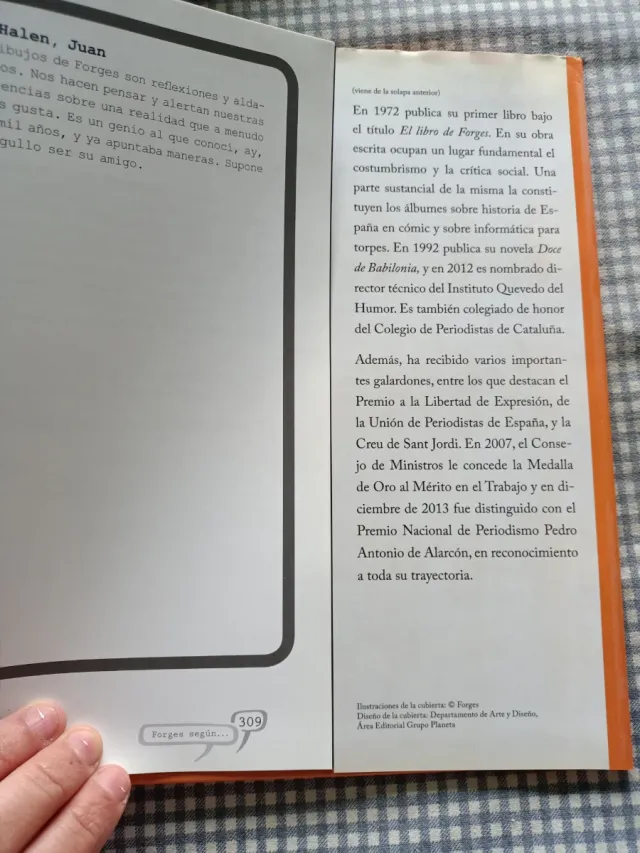 Halen, Juan
ibujos de Forges son reflexiones y alda-
os. Nos hacen pensar y alertan nuestras
encias sobre una realidad que a menudo
s gusta. Es un genio al que conocí, ay,
mil años, y ya apuntaba maneras. Supone
gullo ser su amigo.
309
Forges según...
(viene de la solapa anterior)
En 1972 publica su primer libro bajo
el título El libro de Forges. En su obra
escrita ocupan un lugar fundamental el
costumbrismo y la crítica social. Una
parte sustancial de la misma la consti-
tuyen los álbumes sobre historia de Es-
paña en cómic y sobre informática para
torpes. En 1992 publica su novela Doce
de Babilonia, y en 2012 es nombrado di-
rector técnico del Instituto Quevedo del
Humor. Es también colegiado de honor
del Colegio de Periodistas de Cataluña.
Además, ha recibido varios importan-
tes galardones, entre los que destacan el
Premio a la Libertad de Expresión, de
la Unión de Periodistas de España, y la
Creu de Sant Jordi. En 2007, el Conse-
jo de Ministros le concede la Medalla
de Oro al Mérito en el Trabajo y en di-
ciembre de 2013 fue distinguido con el
Premio Nacional de Periodismo Pedro
Antonio de Alarcón, en reconocimiento
a toda su trayectoria.
Ilustraciones de la cubierta: © Forges
Diseño de la cubierta: Departamento de Arte y Diseño,
Área Editorial Grupo Planeta